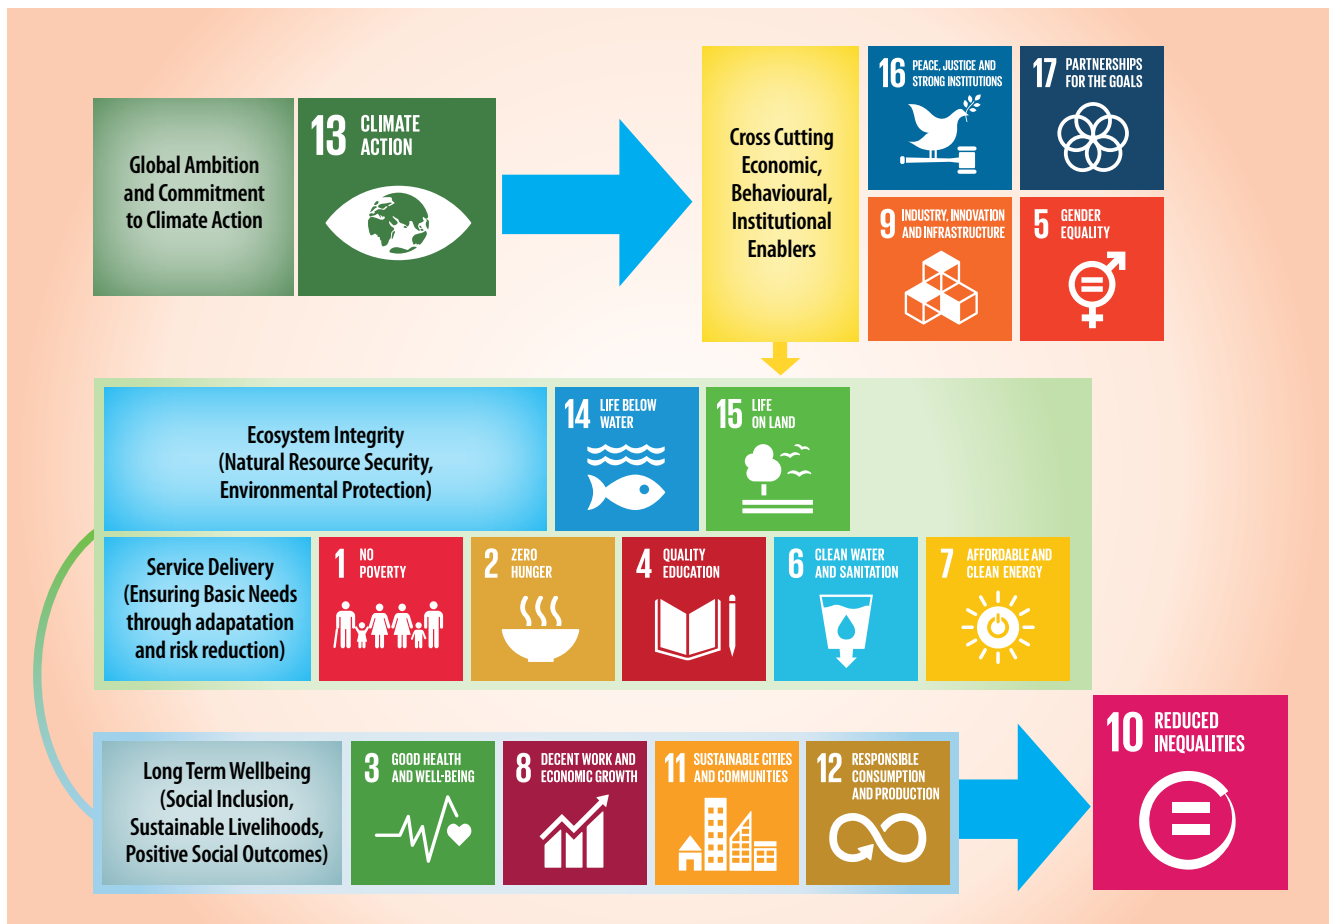 Global Ambition
and Commitment
to Climate Action
13 CLIMATE
ACTION
Cross Cutting
Economic,
Behavioural,
Institutional
Enablers
16 PEACE, JUSTICE AND
STRONG INSTITUTIONS
17 PARTNERSHIPS
FOR THE GOALS
9 INDUSTRY, INNOVATION
AND INFRASTRUCTURE
5 GENDER
EQUALITY
Ecosystem Integrity
(Natural Resource Security,
Environmental Protection)
14 LIFE BELOW
WATER
15 LIFE
ON LAND
Service Delivery
(Ensuring Basic Needs
through adapatation
and risk reduction)
1 NO
POVERTY
2 ZERO
HUNGER
4 QUALITY
EDUCATION
6 CLEAN WATER
AND SANITATION
7 AFFORDABLE AND
CLEAN ENERGY
Long Term Wellbeing
(Social Inclusion,
Sustainable Livelihoods,
Positive Social Outcomes)
3 GOOD HEALTH
AND WELL-BEING
8 DECENT WORK AND
ECONOMIC GROWTH
11 SUSTAINABLE CITIES
AND COMMUNITIES
12 RESPONSIBLE
CONSUMPTION
AND PRODUCTION
10 REDUCED
INEQUALITIES